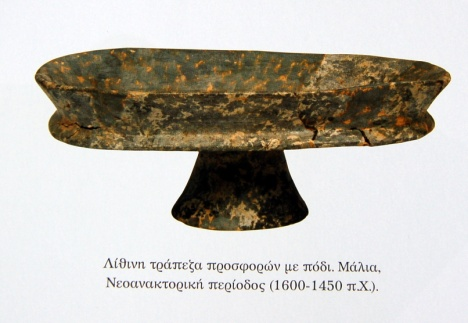 Λίθινη τράπεζα προσφορών με πόδι. Μάλια,
Νεοανακτορική περίοδος (1600-1450 π.Χ.).